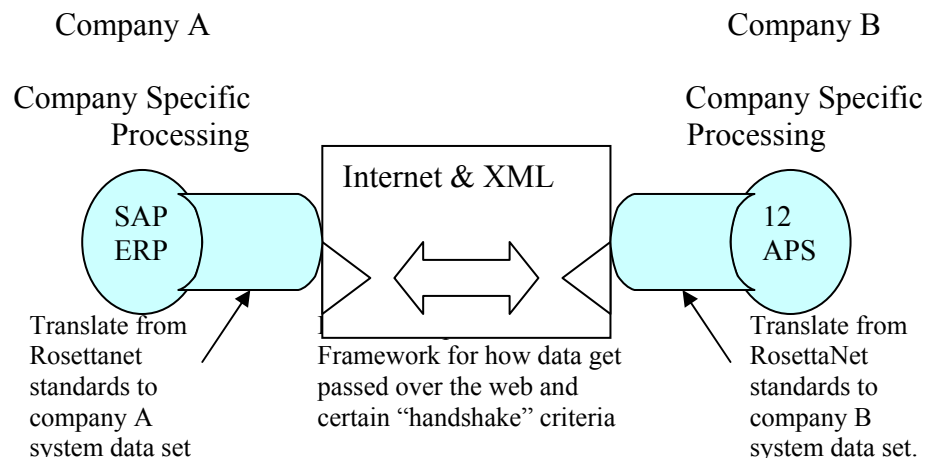 Company A
Company B
Company Specific
Processing
Company Specific
Processing
Internet & XML
SAP
ERP
12
APS
Translate from
Rosettanet
standards to
company A
system data set
Framework for how data get
passed over the web and
certain “handshake” criteria
Translate from
RosettaNet
standards to
company B
system data set.